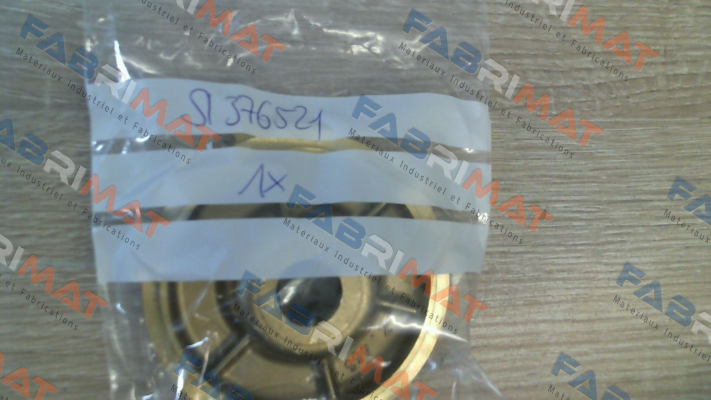 SI 376521
1x
FABRIMAT
Materiaux Industriel et Fabrications